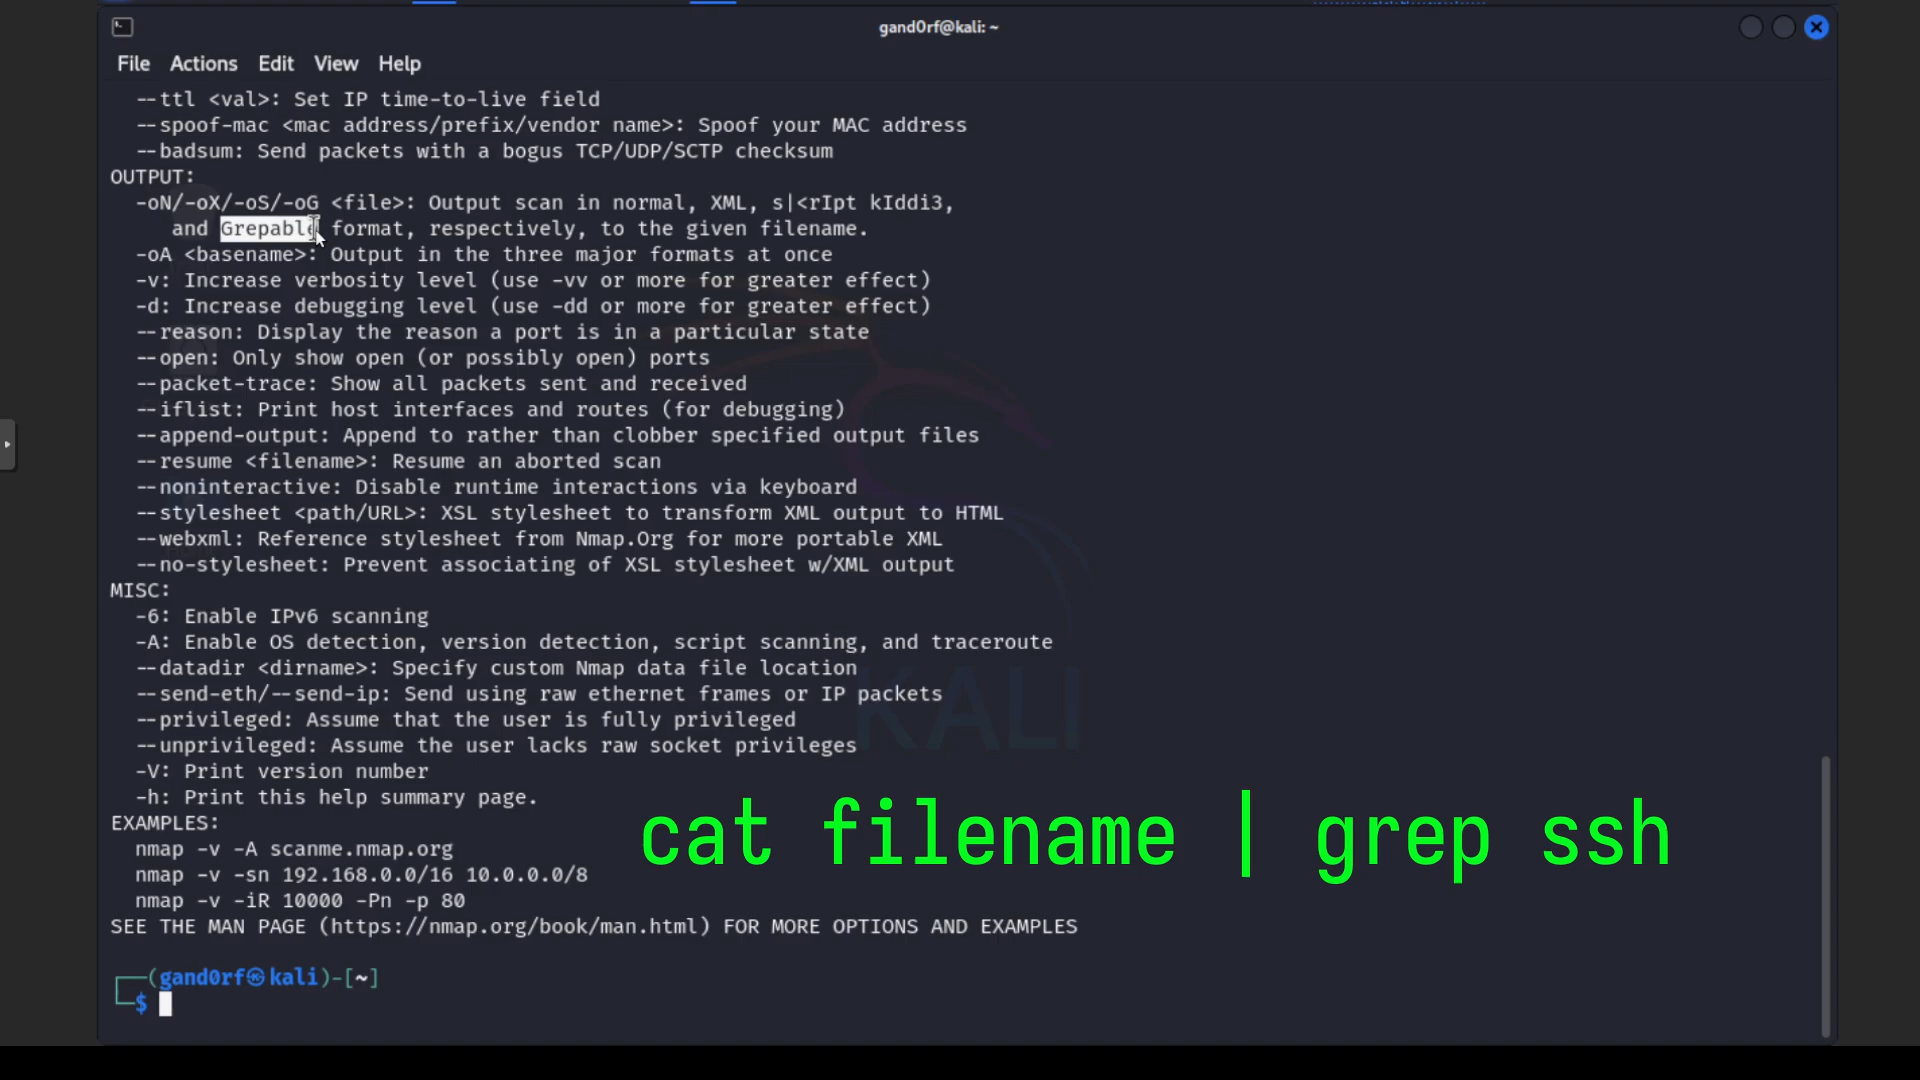 gand0rf@kali: ~
File Actions Edit View Help
--ttl <val>: Set IP time-to-live field
--spoof-mac <mac address/prefix/vendor name>: Spoof your MAC address
--badsum: Send packets with a bogus TCP/UDP/SCTP checksum
OUTPUT:
-oN/-oX/-oS/-oG <file>: Output scan in normal, XML, s|<rIpt kIddi3,
and Grepable format, respectively, to the given filename.
-oA <basename>: Output in the three major formats at once
-v: Increase verbosity level (use -vv or more for greater effect)
-d: Increase debugging level (use -dd or more for greater effect)
--reason: Display the reason a port is in a particular state
--open: Only show open (or possibly open) ports
--packet-trace: Show all packets sent and received
--iflist: Print host interfaces and routes (for debugging)
--append-output: Append to rather than clobber specified output files
--resume <filename>: Resume an aborted scan
--noninteractive: Disable runtime interactions via keyboard
--stylesheet <path/URL>: XSL stylesheet to transform XML output to HTML
--webxml: Reference stylesheet from Nmap.Org for more portable XML
--no-stylesheet: Prevent associating of XSL stylesheet w/XML output
MISC:
-6: Enable IPv6 scanning
-A: Enable OS detection, version detection, script scanning, and traceroute
--datadir <dirname>: Specify custom Nmap data file location
--send-eth/--send-ip: Send using raw ethernet frames or IP packets
--privileged: Assume that the user is fully privileged
--unprivileged: Assume the user lacks raw socket privileges
-V: Print version number
-h: Print this help summary page.
EXAMPLES:
nmap -v -A scanme.nmap.org
nmap -v -sn 192.168.0.0/16 10.0.0.0/8
nmap -v -iR 10000 -Pn -p 80
SEE THE MAN PAGE (https://nmap.org/book/man.html) FOR MORE OPTIONS AND EXAMPLES
cat filename | grep ssh
KALI
┌──(gand0rf㉿kali)-[~]
└─$